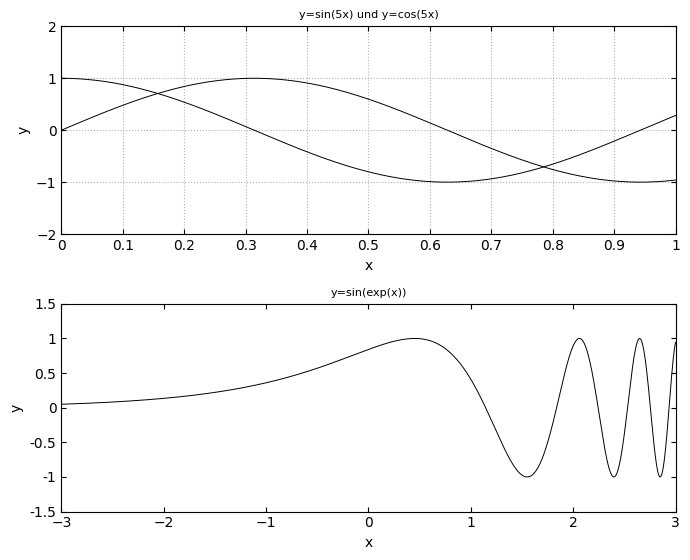 y=sin(5x) und y=cos(5x)
2
1
0
−1
−2
y
0 0.1 0.2 0.3 0.4 0.5 0.6 0.7 0.8 0.9 1
x
y=sin(exp(x))
1.5
1
0.5
0
-0.5
-1
-1.5
y
−3 −2 −1 0 1 2 3
x